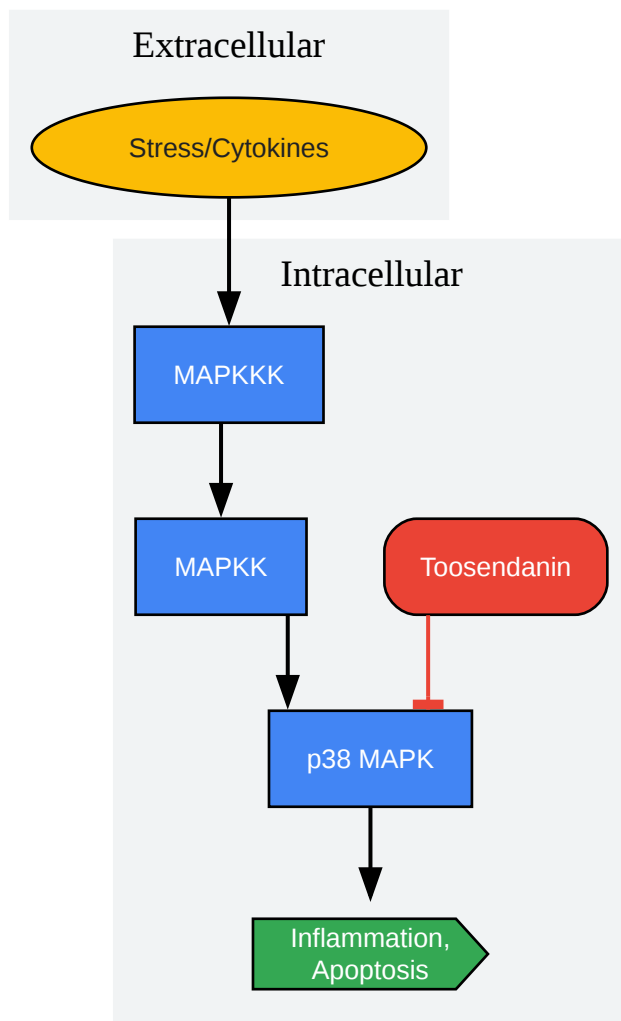 Extracellular
Stress/Cytokines
Intracellular
MAPKKK
MAPKK
Toosendanin
p38 MAPK
Inflammation,
Apoptosis